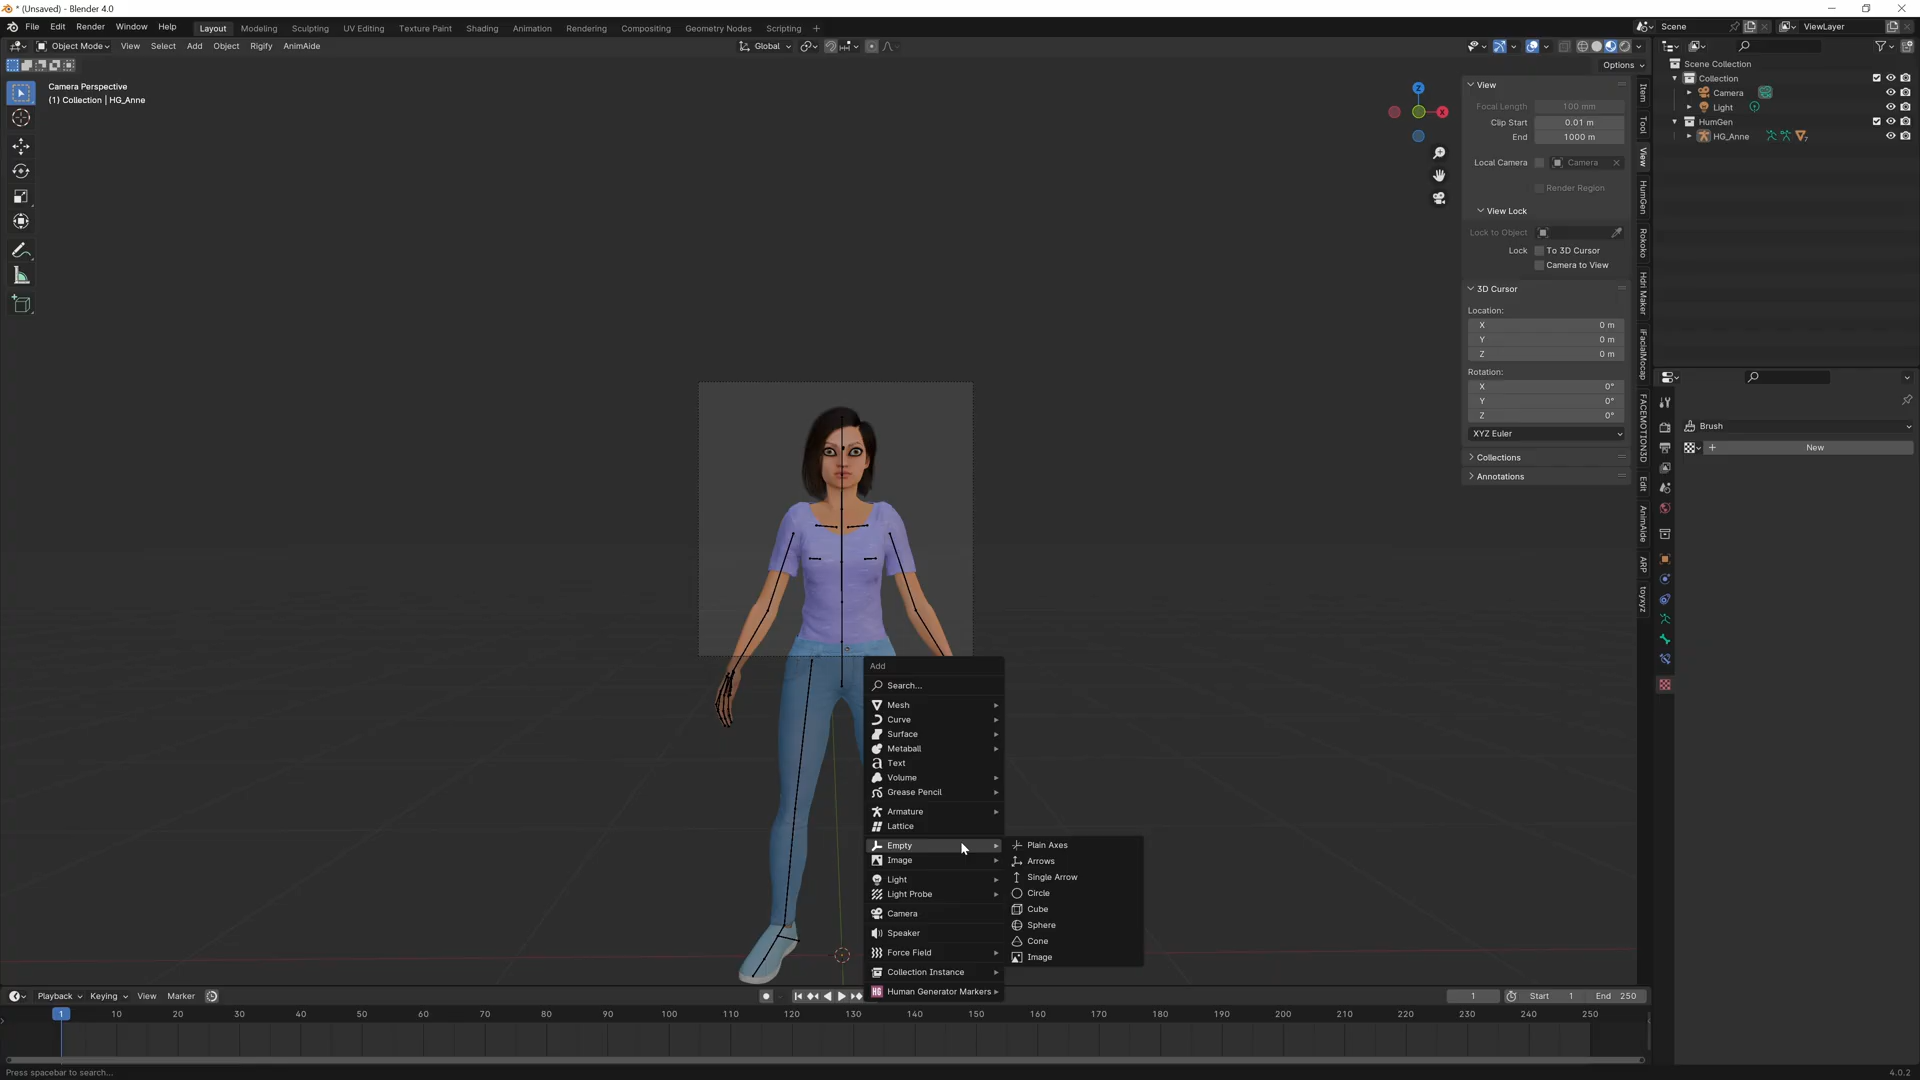 * (Unsaved) - Blender 4.0
File Edit Render Window Help
Layout Modeling Sculpting UV Editing Texture Paint Shading Animation Rendering Compositing Geometry Nodes Scripting +
Scene
ViewLayer
Object Mode View Select Add Object Rigify AnimAide
Global
Options
Camera Perspective
(1) Collection | HG_Anne
Z
X
View
Focal Length 100 mm
Clip Start 0.01 m
End 1000 m
Local Camera Camera
Render Region
View Lock
Lock to Object
Lock To 3D Cursor
Camera to View
3D Cursor
Location:
X 0 m
Y 0 m
Z 0 m
Rotation:
X 0°
Y 0°
Z 0°
XYZ Euler
Collections
Annotations
Item
Tool
View
HumGen
Rokoko
Hdri Maker
iFacialMocap
FACEMOTION3D
Edit
AnimAide
ARP
toyxyz
Scene Collection
Collection
Camera
Light
HumGen
HG_Anne
Brush
New
Add
Search...
Mesh
Curve
Surface
Metaball
Text
Volume
Grease Pencil
Armature
Lattice
Empty
Image
Light
Light Probe
Camera
Speaker
Force Field
Collection Instance
HG Human Generator Markers
Plain Axes
Arrows
Single Arrow
Circle
Cube
Sphere
Cone
Image
Playback Keying View Marker
1 Start 1 End 250
1 10 20 30 40 50 60 70 80 90 100 110 120 130 140 150 160 170 180 190 200 210 220 230 240 250
Press spacebar to search...
4.0.2